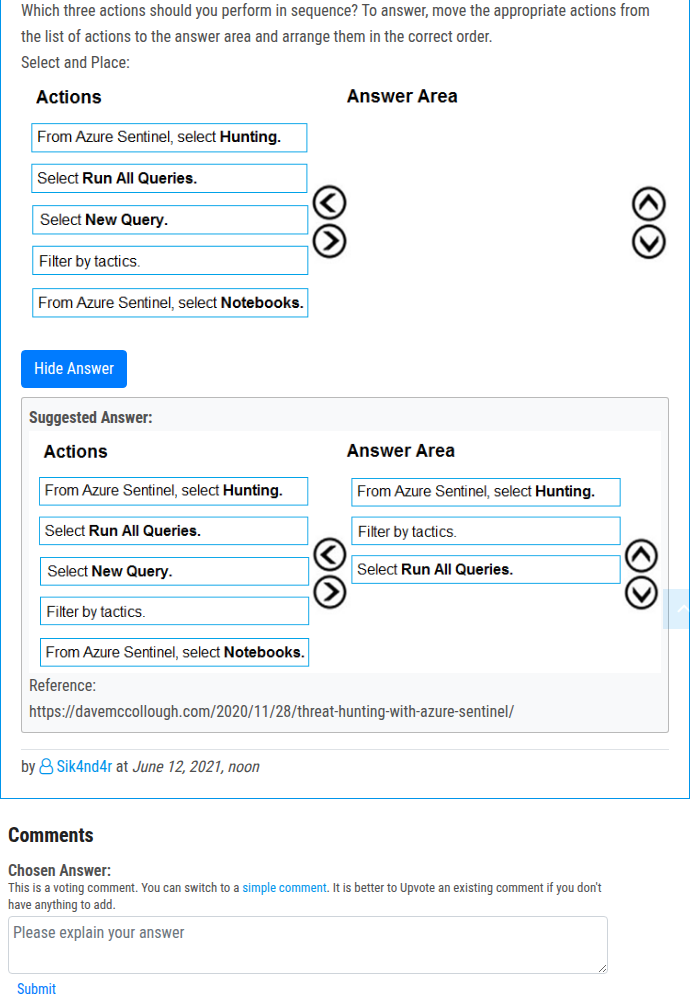 Which three actions should you perform in sequence? To answer, move the appropriate actions from
the list of actions to the answer area and arrange them in the correct order.
Select and Place:
Actions
Answer Area
From Azure Sentinel, select Hunting.
Select Run All Queries.
Select New Query.
Filter by tactics.
From Azure Sentinel, select Notebooks.
Hide Answer
Suggested Answer:
Actions
Answer Area
From Azure Sentinel, select Hunting.
Select Run All Queries.
Select New Query.
Filter by tactics.
From Azure Sentinel, select Notebooks.
From Azure Sentinel, select Hunting.
Filter by tactics.
Select Run All Queries.
Reference:
https://davemccollough.com/2020/11/28/threat-hunting-with-azure-sentinel/
by Sik4nd4r at June 12, 2021, noon
Comments
Chosen Answer:
This is a voting comment. You can switch to a simple comment. It is better to Upvote an existing comment if you don't
have anything to add.
Please explain your answer
Submit